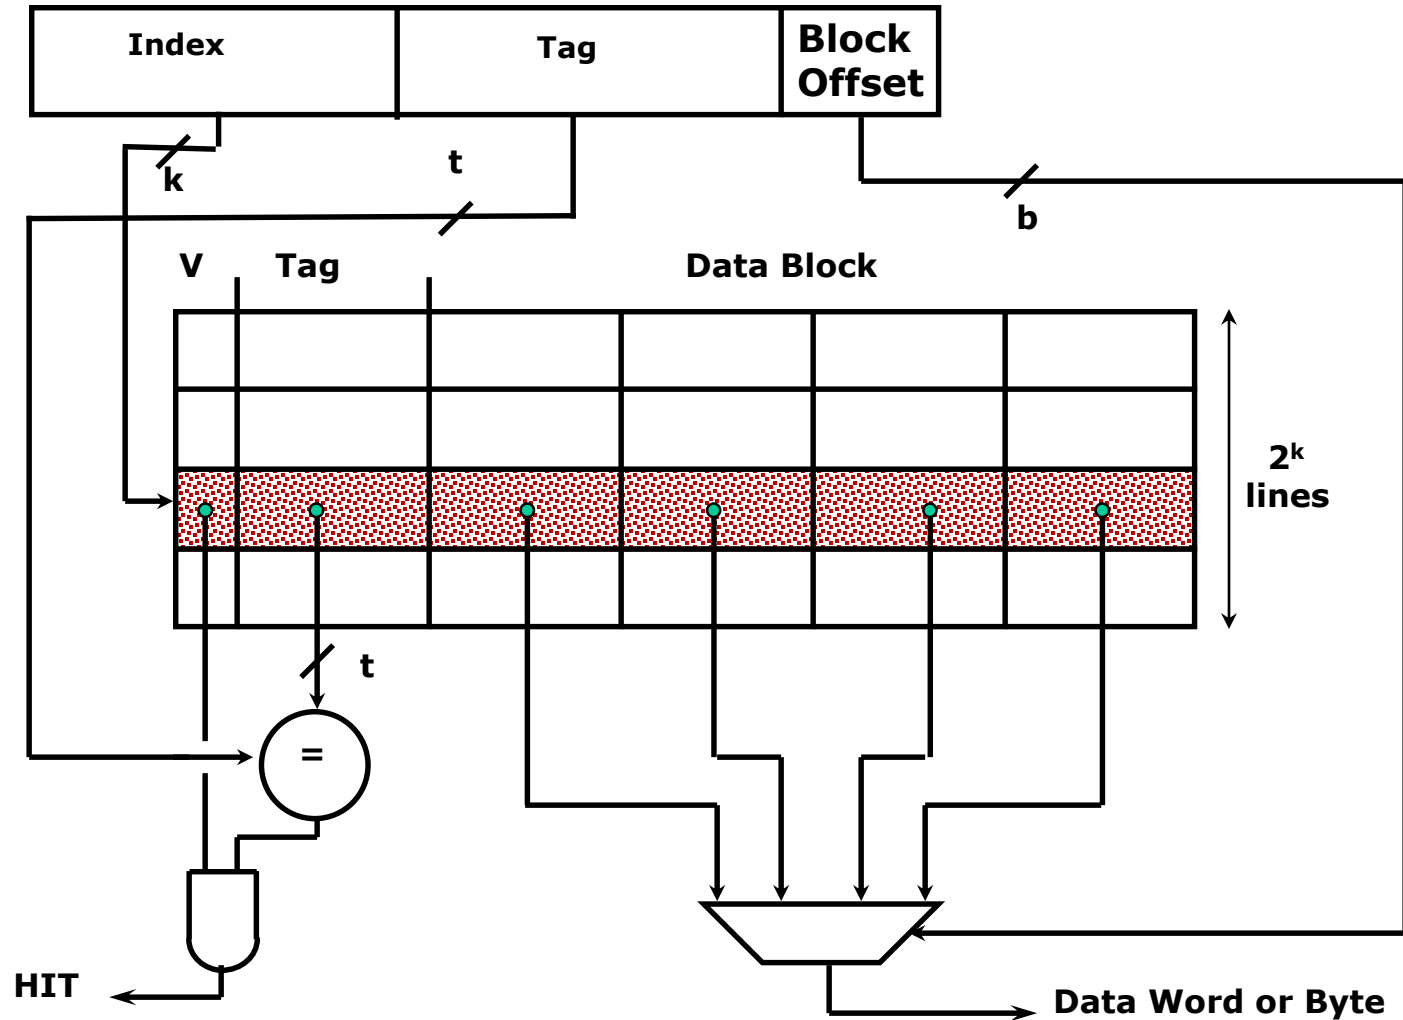 Index
Tag
Block
Offset
k
t
b
V
Tag
Data Block
2ᵏ
lines
t
=
HIT
Data Word or Byte